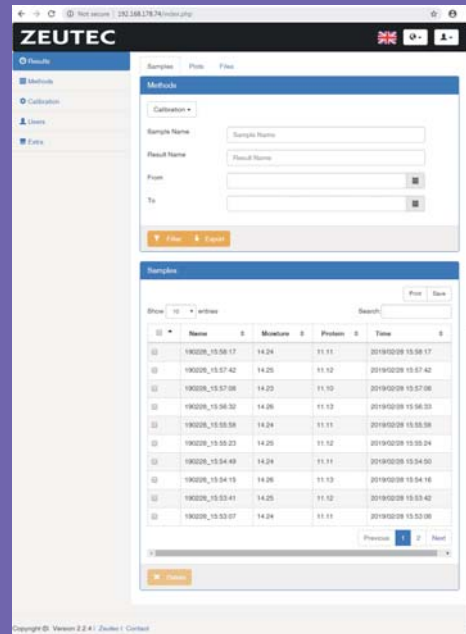 Not secure | 192.168.178.74/index.php
ZEUTEC
Results
Methods
Calibration
Users
Extra
Samples Plots Files
Methods
Calibration
Sample Name Sample Name
Result Name Result Name
From
To
Filter Export
Samples
Print Save
Show 10 entries Search:
Name Moisture Protein Time
190228_15:58:17 14.24 11.11 2019/02/28 15:58:17
190228_15:57:42 14.25 11.12 2019/02/28 15:57:42
190228_15:57:08 14.23 11.10 2019/02/28 15:57:08
190228_15:56:32 14.26 11.13 2019/02/28 15:56:33
190228_15:55:58 14.24 11.11 2019/02/28 15:55:58
190228_15:55:23 14.25 11.12 2019/02/28 15:55:24
190228_15:54:49 14.24 11.11 2019/02/28 15:54:50
190228_15:54:15 14.26 11.13 2019/02/28 15:54:16
190228_15:53:41 14.25 11.12 2019/02/28 15:53:42
190228_15:53:07 14.24 11.11 2019/02/28 15:53:08
Previous 1 2 Next
Delete
Copyright ©. Version 2.2.4 | Zeutec | Contact